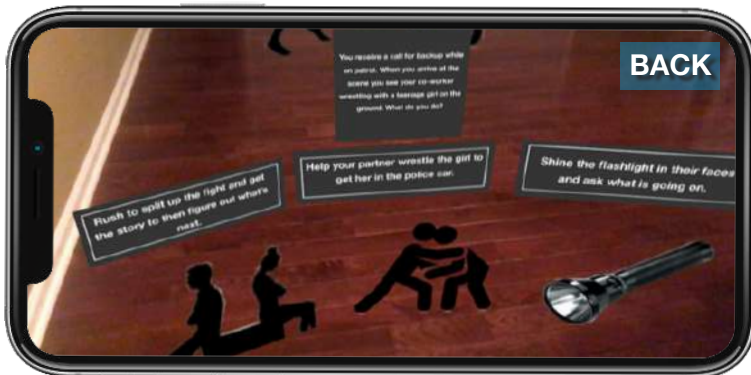 BACK
You receive a call for backup while
on patrol. When you arrive at the
scene you see your co-worker
wrestling with a teenage girl on the
ground. What do you do?
Rush to split up the fight and get
the story to then figure out what's
next.
Help your partner wrestle the girl to
get her in the police car.
Shine the flashlight in their faces
and ask what is going on.